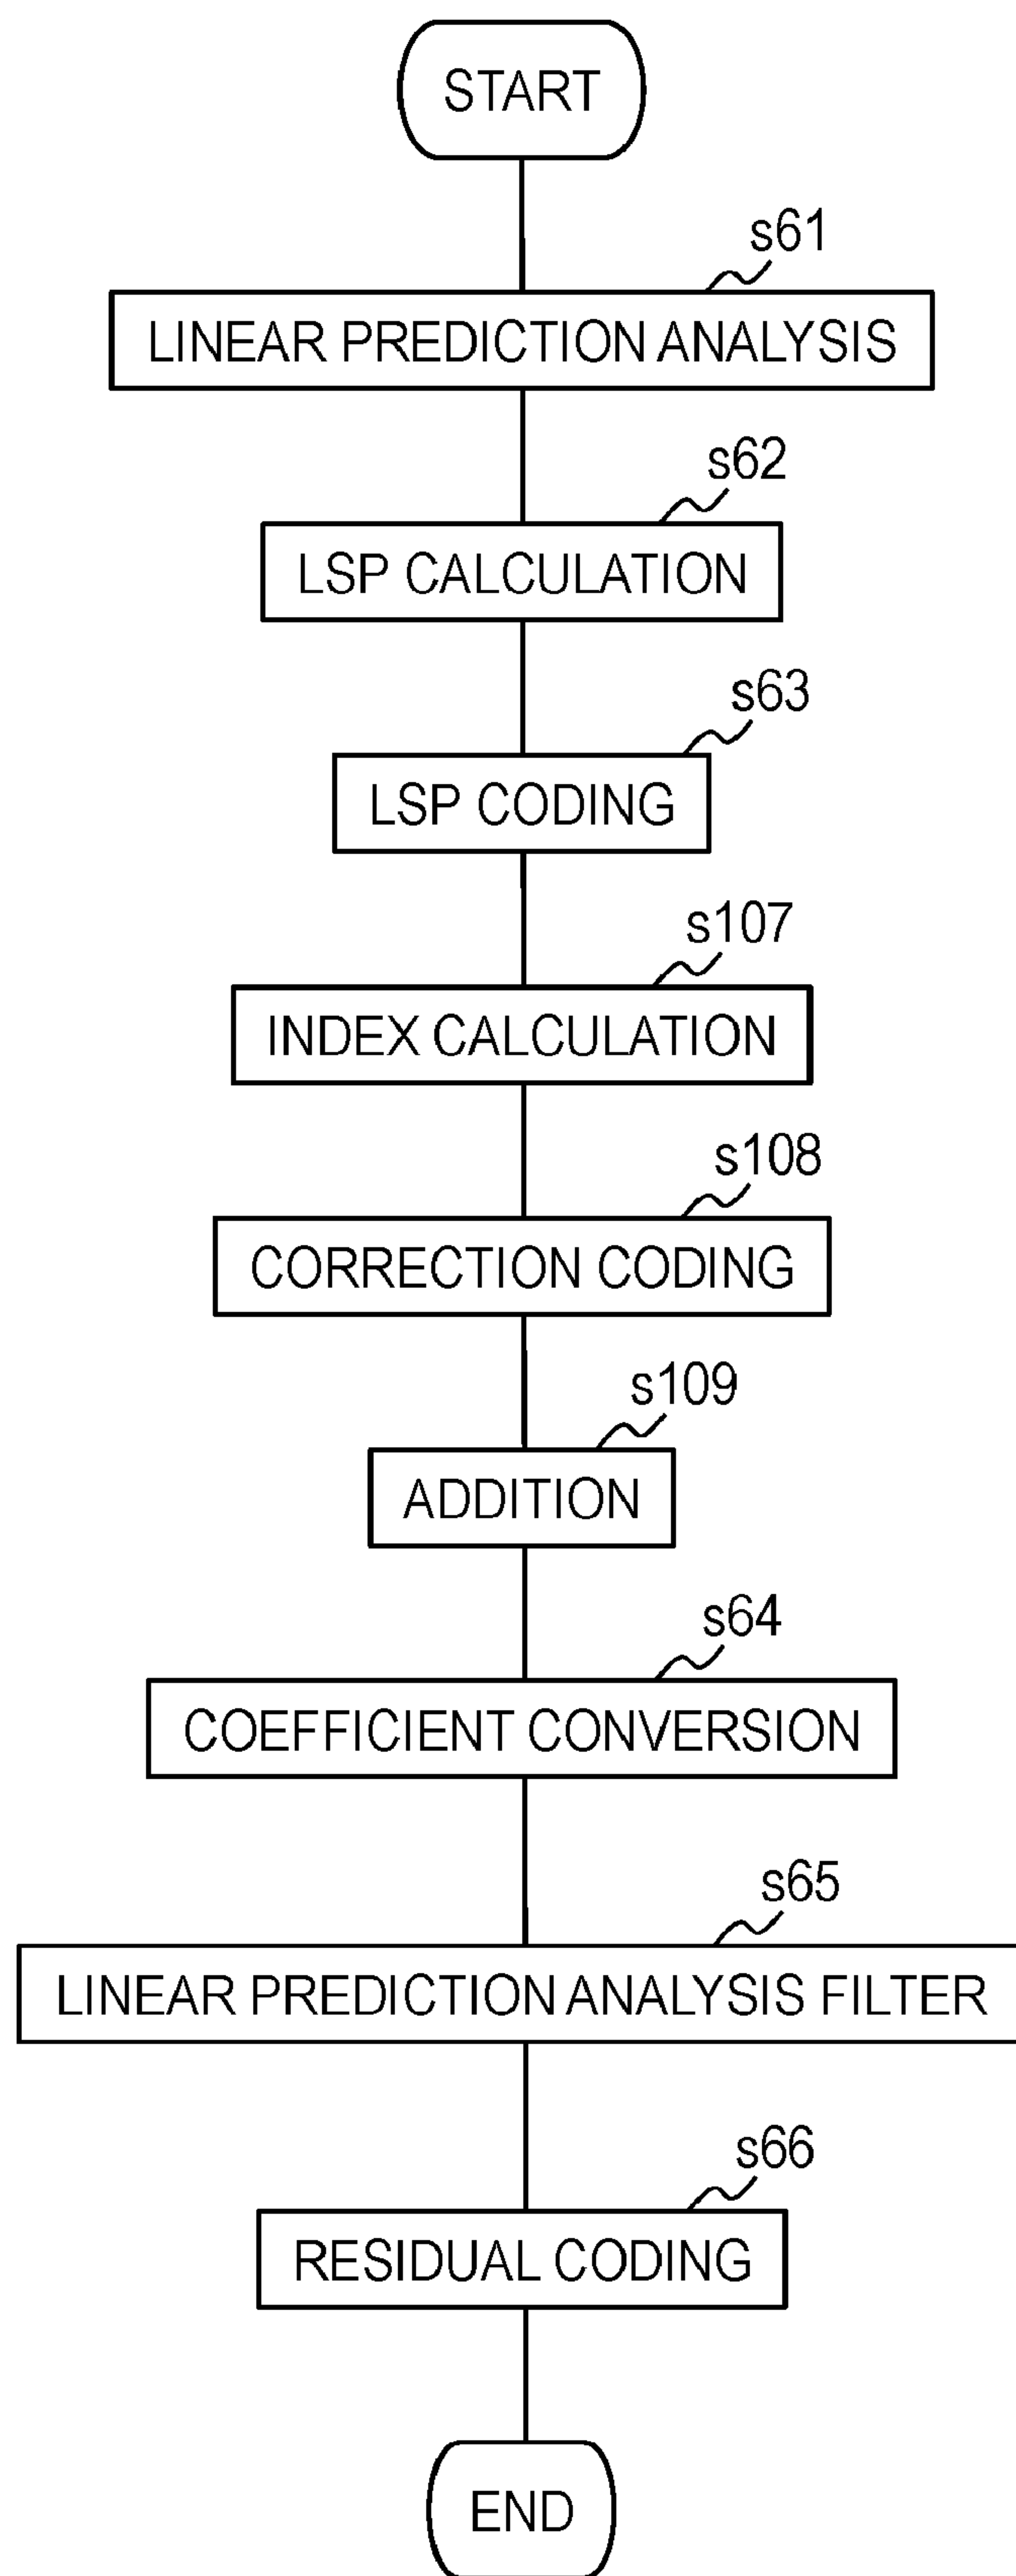 START
s61
LINEAR PREDICTION ANALYSIS
s62
LSP CALCULATION
s63
LSP CODING
s107
INDEX CALCULATION
s108
CORRECTION CODING
s109
ADDITION
s64
COEFFICIENT CONVERSION
s65
LINEAR PREDICTION ANALYSIS FILTER
s66
RESIDUAL CODING
END